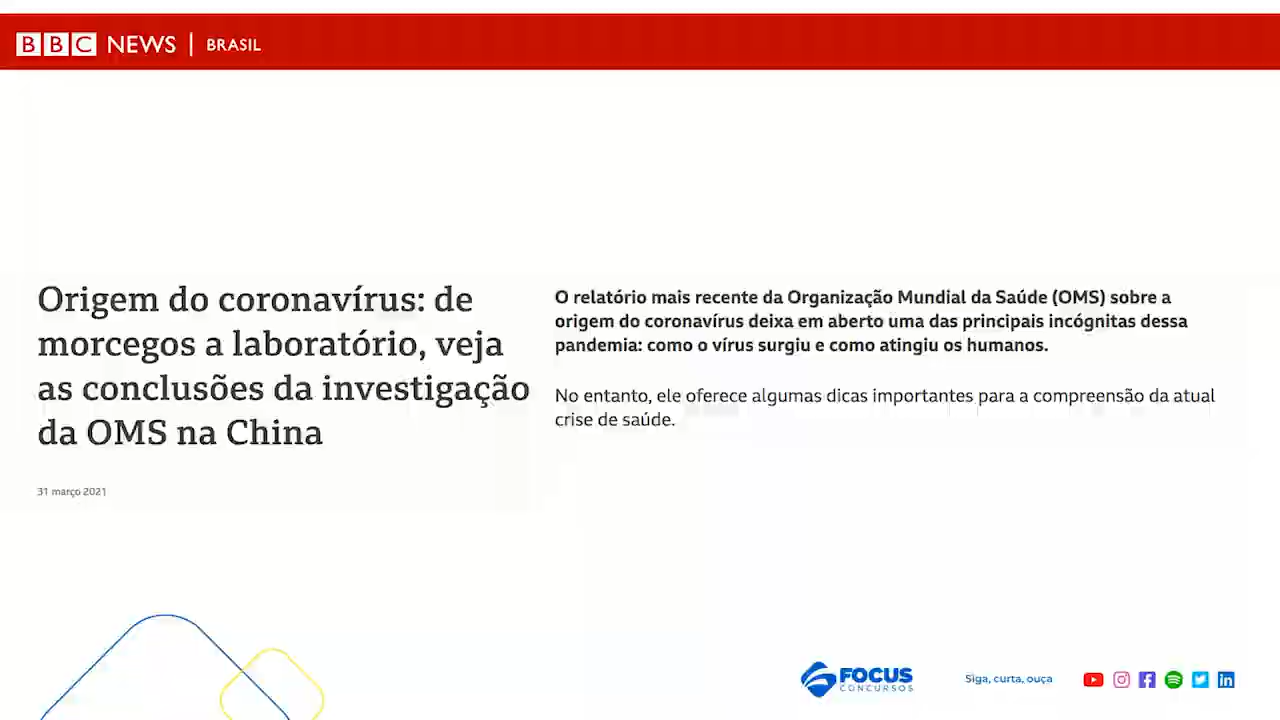 BBC NEWS | BRASIL
Origem do coronavírus: de
morcegos a laboratório, veja
as conclusões da investigação
da OMS na China
31 março 2021
O relatório mais recente da Organização Mundial da Saúde (OMS) sobre a
origem do coronavírus deixa em aberto uma das principais incógnitas dessa
pandemia: como o vírus surgiu e como atingiu os humanos.
No entanto, ele oferece algumas dicas importantes para a compreensão da atual
crise de saúde.
FOCUS
CONCURSOS
Siga, curta, ouça